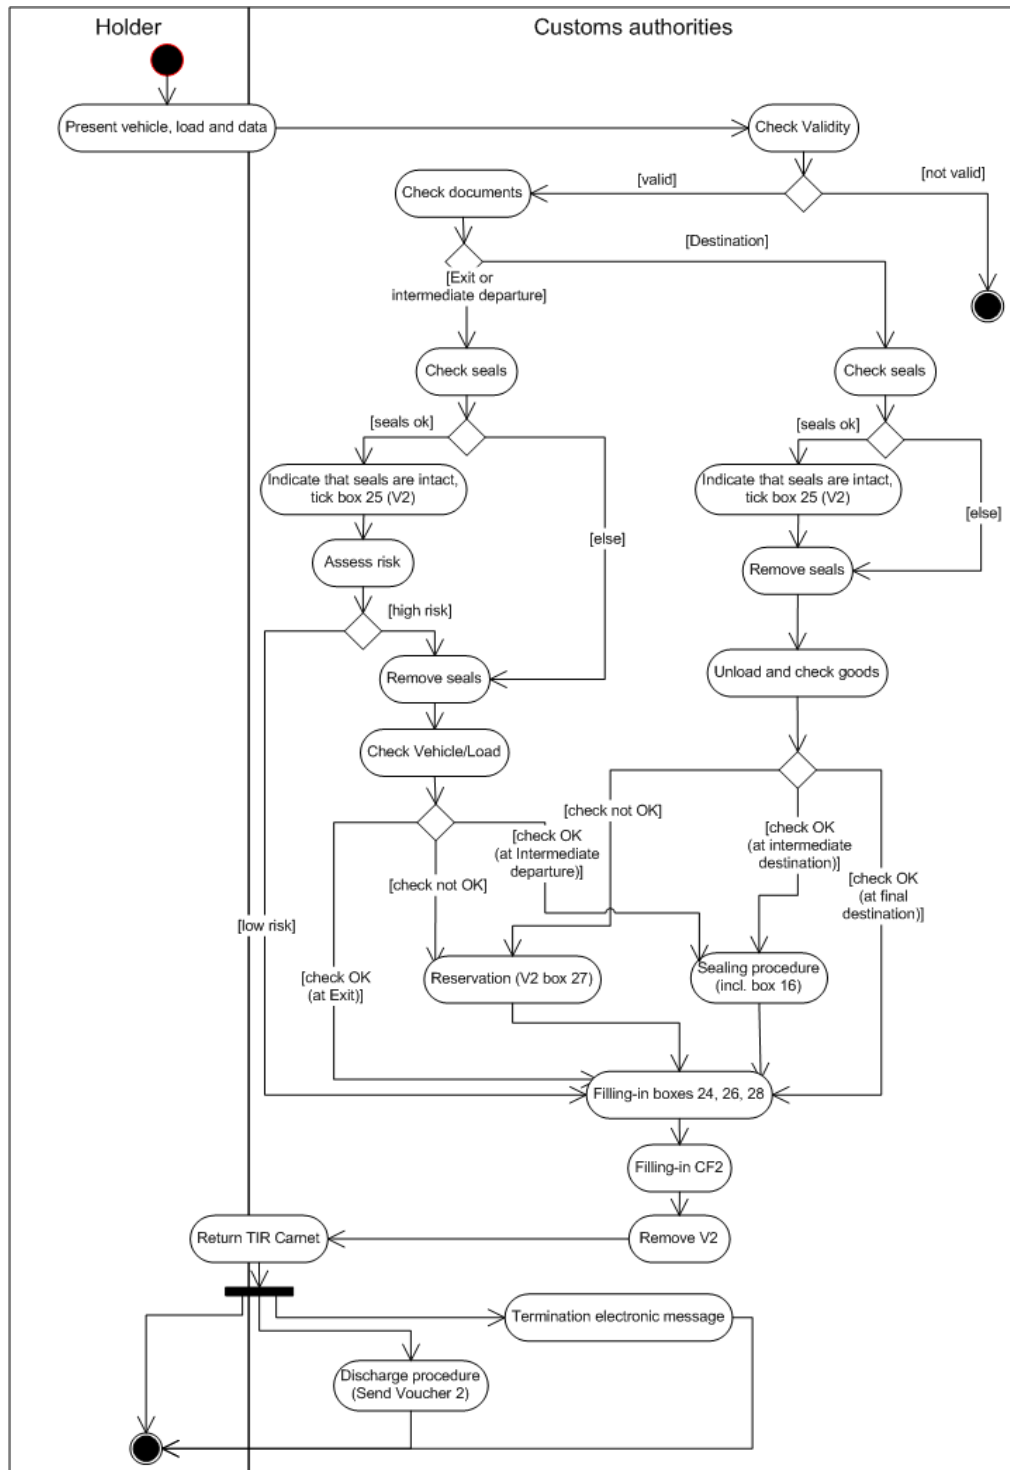 Holder
Customs authorities
Present vehicle, load and data
Check Validity
[valid]
[not valid]
Check documents
[Destination]
[Exit or
intermediate departure]
Check seals
Check seals
[seals ok]
[seals ok]
Indicate that seals are intact,
tick box 25 (V2)
Indicate that seals are intact,
tick box 25 (V2)
[else]
[else]
Assess risk
Remove seals
[high risk]
Remove seals
Unload and check goods
Check Vehicle/Load
[check not OK]
[check OK
(at Intermediate
departure)]
[check OK
(at intermediate
destination)]
[check not OK]
[check OK
(at final
destination)]
[low risk]
[check OK
(at Exit)]
Reservation (V2 box 27)
Sealing procedure
(incl. box 16)
Filling-in boxes 24, 26, 28
Filling-in CF2
Return TIR Carnet
Remove V2
Termination electronic message
Discharge procedure
(Send Voucher 2)